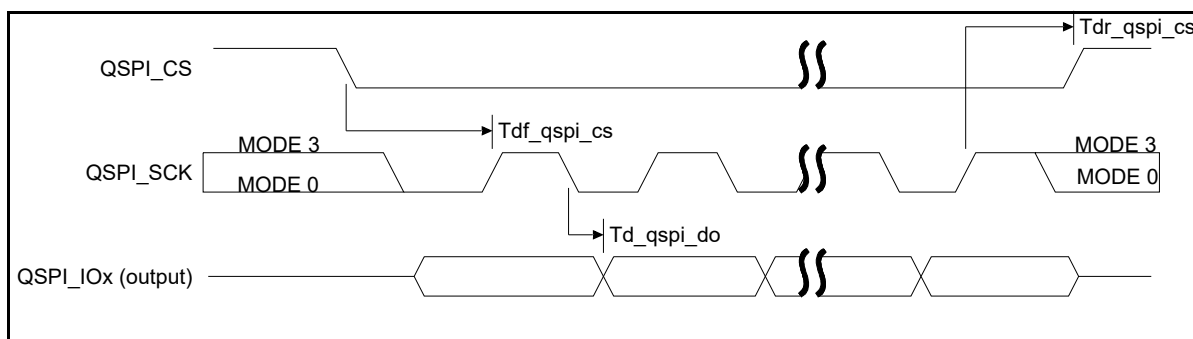 Tdr_qspi_cs
QSPI_CS
Tdf_qspi_cs
MODE 3
MODE 3
QSPI_SCK
MODE 0
MODE 0
Td_qspi_do
QSPI_IOx (output)